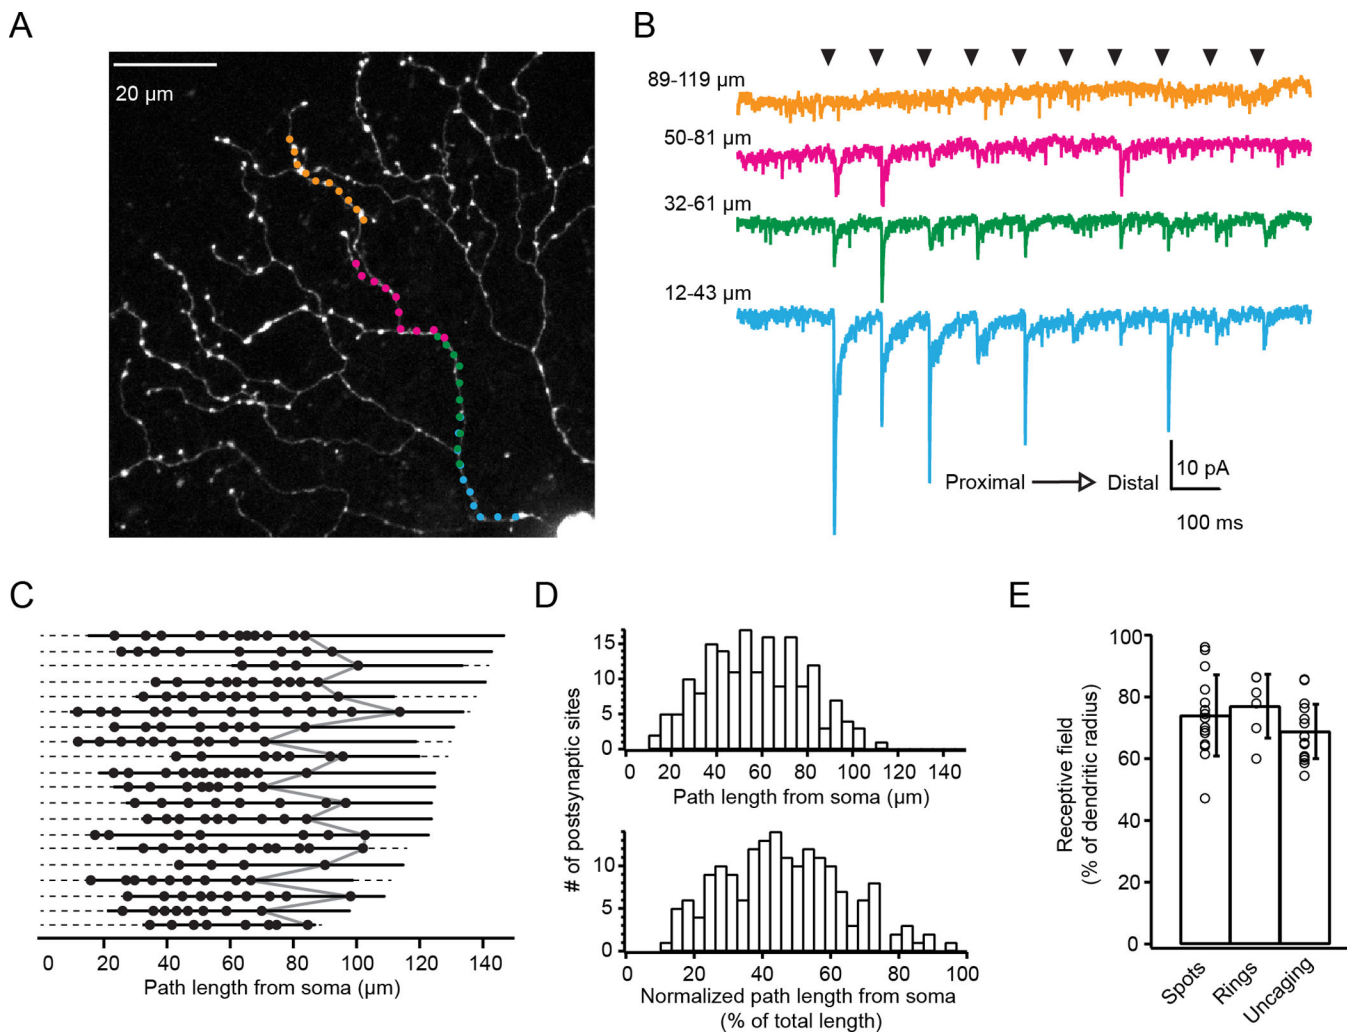 A
20 µm
B
89-119 µm
50-81 µm
32-61 µm
12-43 µm
Proximal
Distal
10 pA
100 ms
C
0 20 40 60 80 100 120 140
Path length from soma (µm)
D
# of postsynaptic sites
15
10
5
0
0 20 40 60 80 100 120 140
Path length from soma (µm)
10
5
0
0 20 40 60 80 100
Normalized path length from soma
(% of total length)
E
Receptive field
(% of dendritic radius)
100
80
60
40
20
0
Spots
Rings
Uncaging